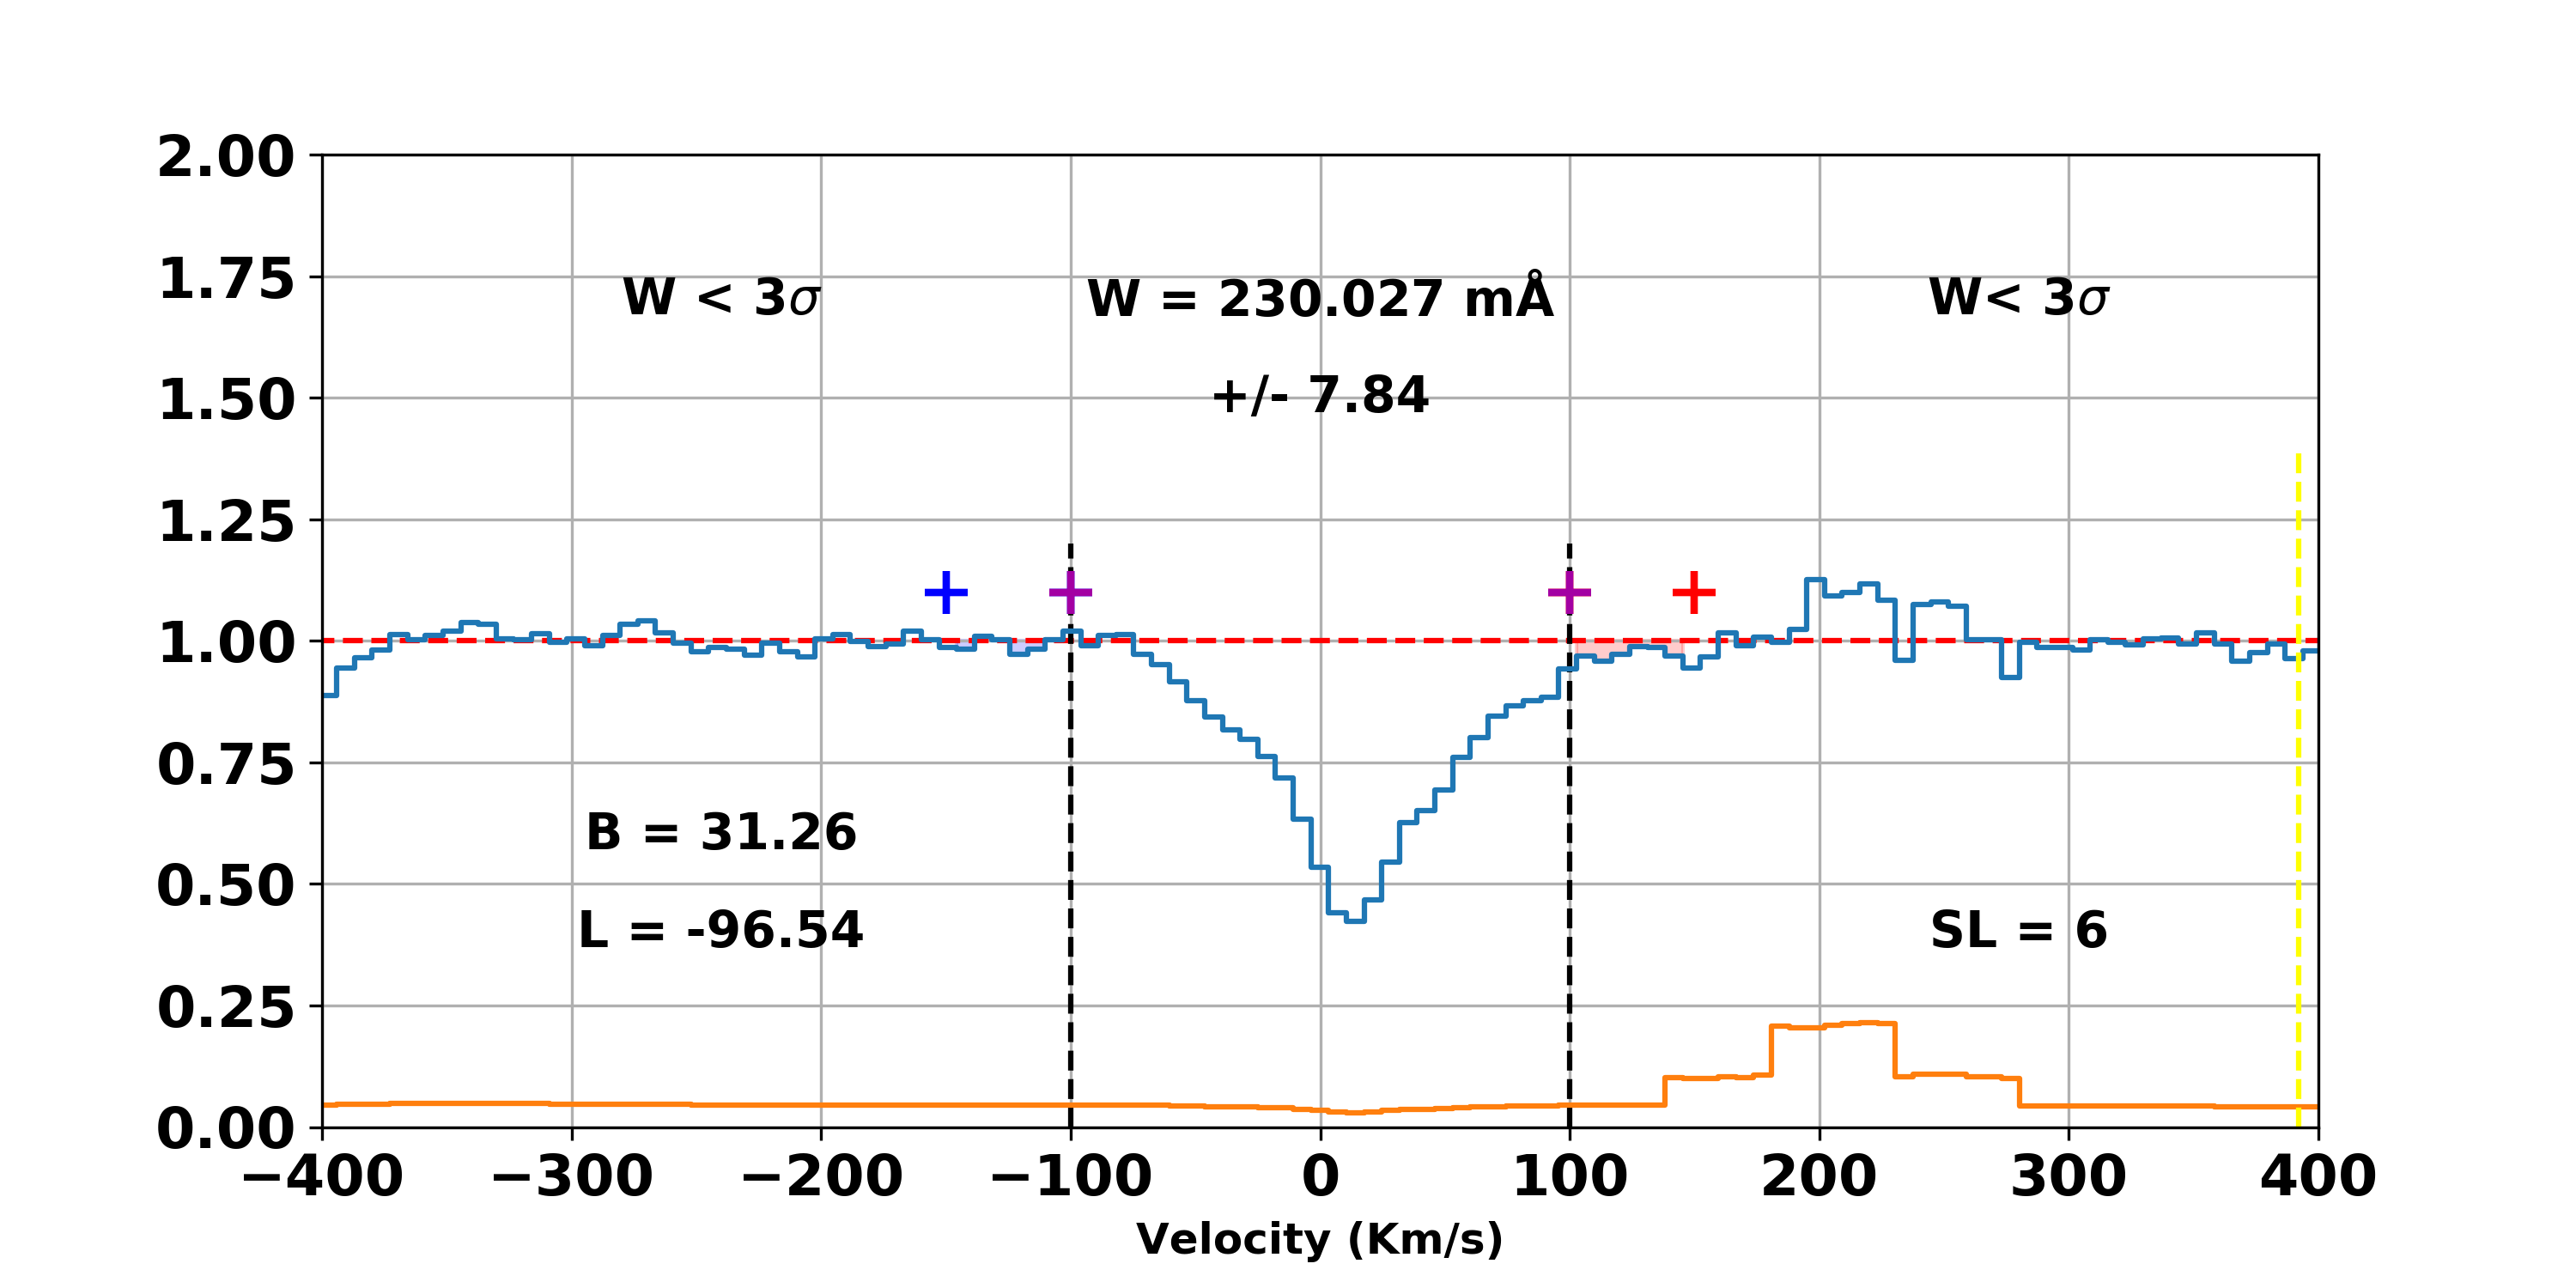 2.00
1.75
W < 3σ
W = 230.027 mÅ
W< 3σ
1.50
+/- 7.84
1.25
1.00
0.75
B = 31.26
0.50
L = -96.54
SL = 6
0.25
0.00
−400 −300 −200 −100 0 100 200 300 400
Velocity (Km/s)